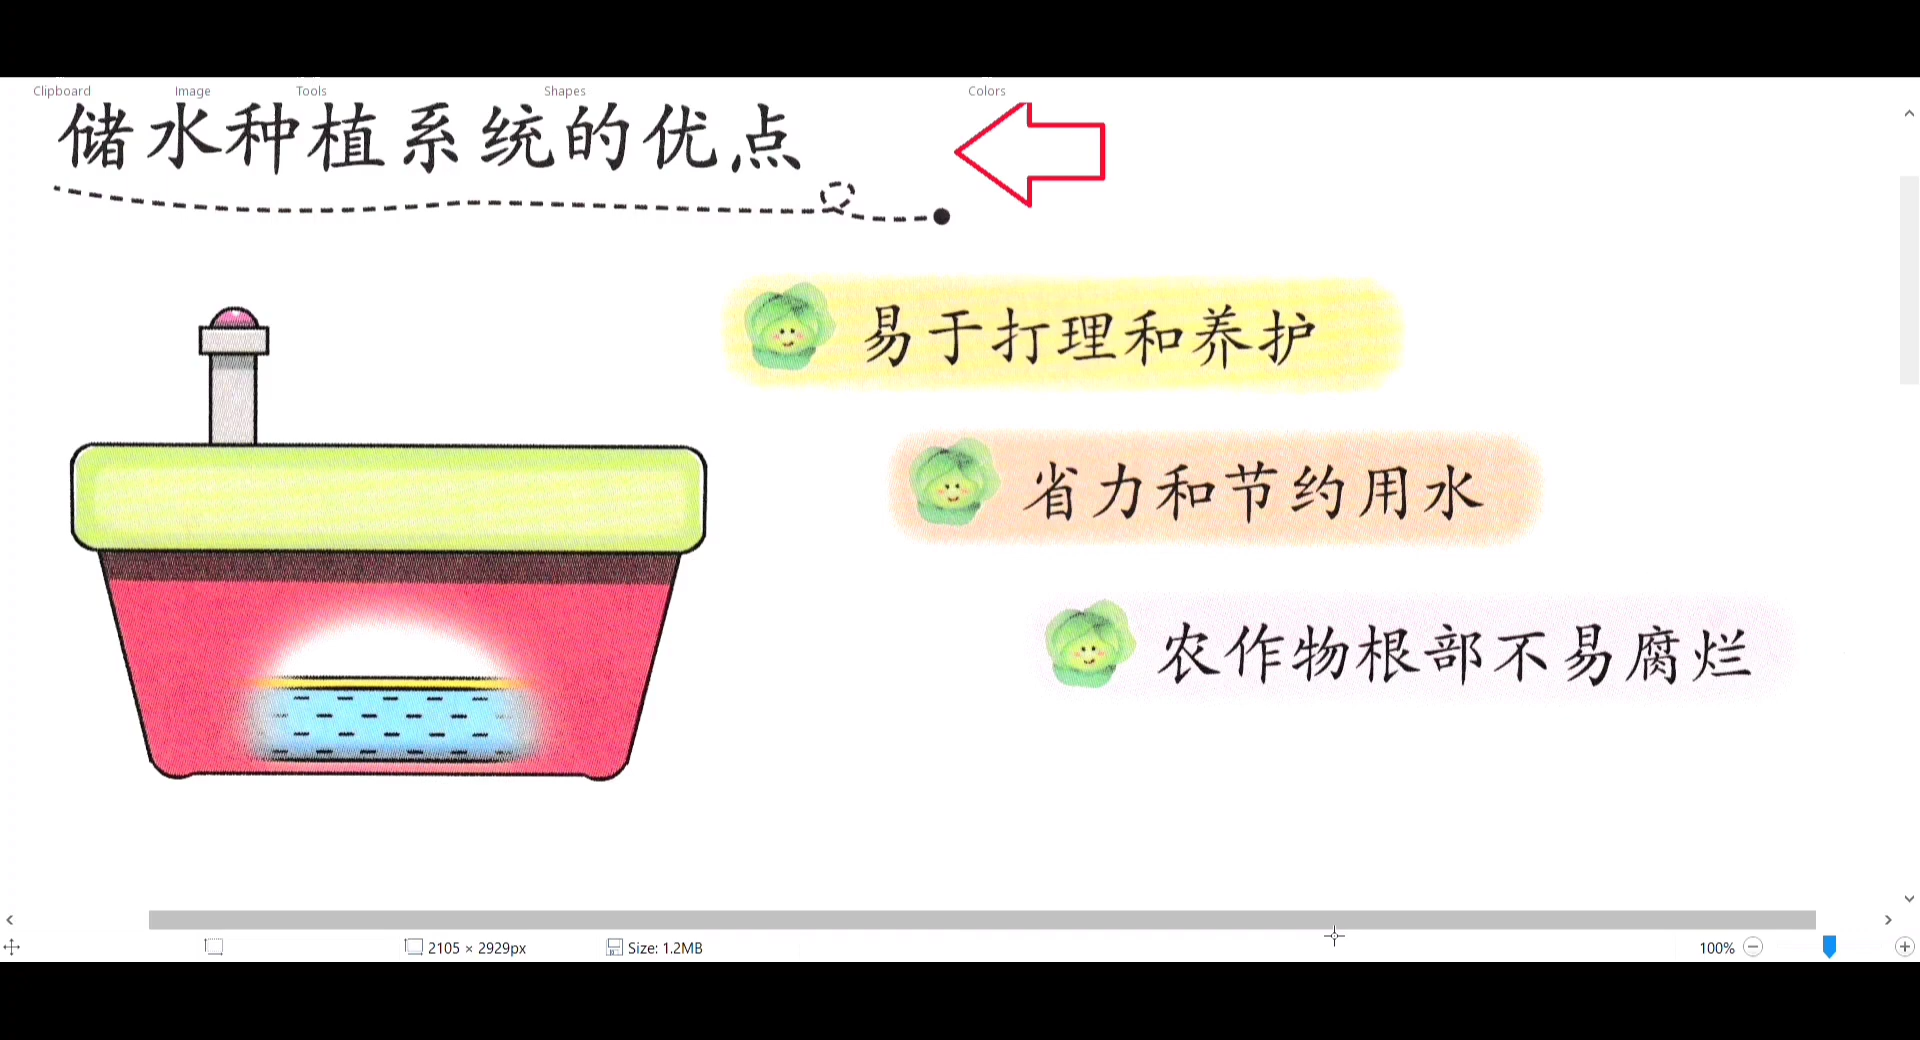 Clipboard Image Tools Shapes Colors
储水种植系统的优点
易于打理和养护
省力和节约用水
农作物根部不易腐烂
2105 × 2929px Size: 1.2MB 100%